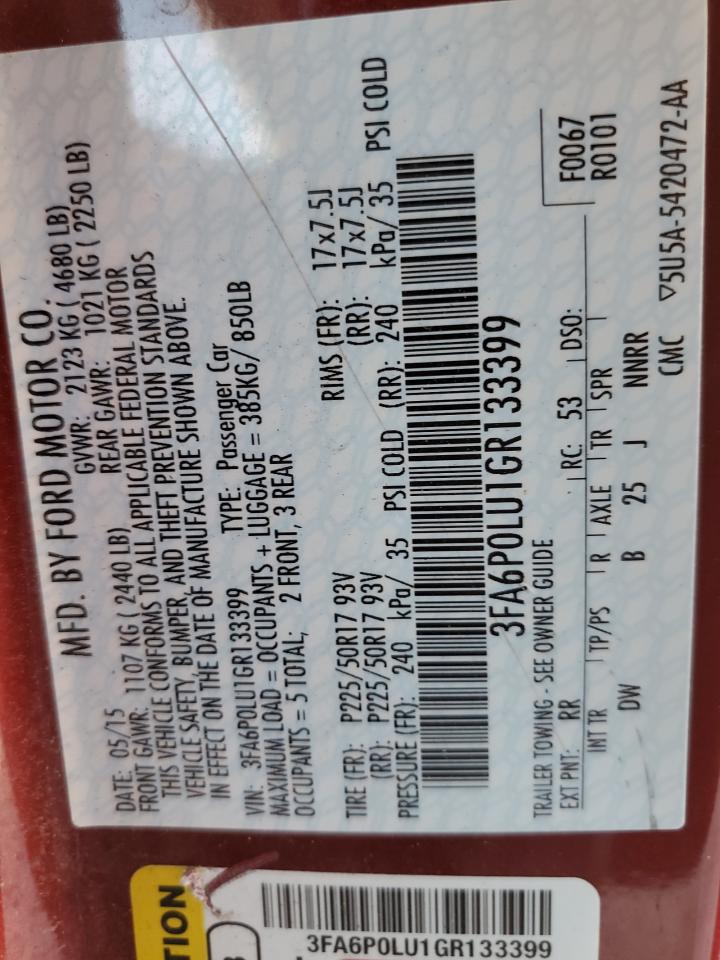 MFD. BY FORD MOTOR CO.
DATE: 05/15 GVWR: 2123 KG ( 4680 LB)
FRONT GAWR: 1107 KG ( 2440 LB) REAR GAWR: 1021 KG ( 2250 LB)
THIS VEHICLE CONFORMS TO ALL APPLICABLE FEDERAL MOTOR
VEHICLE SAFETY, BUMPER, AND THEFT PREVENTION STANDARDS
IN EFFECT ON THE DATE OF MANUFACTURE SHOWN ABOVE.
VIN: 3FA6P0LU1GR133399 TYPE: Passenger Car
MAXIMUM LOAD = OCCUPANTS + LUGGAGE = 385KG/ 850LB
OCCUPANTS = 5 TOTAL; 2 FRONT, 3 REAR
TIRE (FR): P225/50R17 93V RIMS (FR): 17x7.5J
(RR): P225/50R17 93V (RR): 17x7.5J
PRESSURE (FR): 240 kPa/ 35 PSI COLD (RR): 240 kPa/ 35 PSI COLD
3FA6P0LU1GR133399
TRAILER TOWING - SEE OWNER GUIDE
EXT PNT: RR RC: 53 DSO: F0067
R0101
INT TR TP/PS R AXLE TR SPR
DW B 25 J NNRR
CMC ▽5U5A-5420472-AA
TION
3FA6P0LU1GR133399